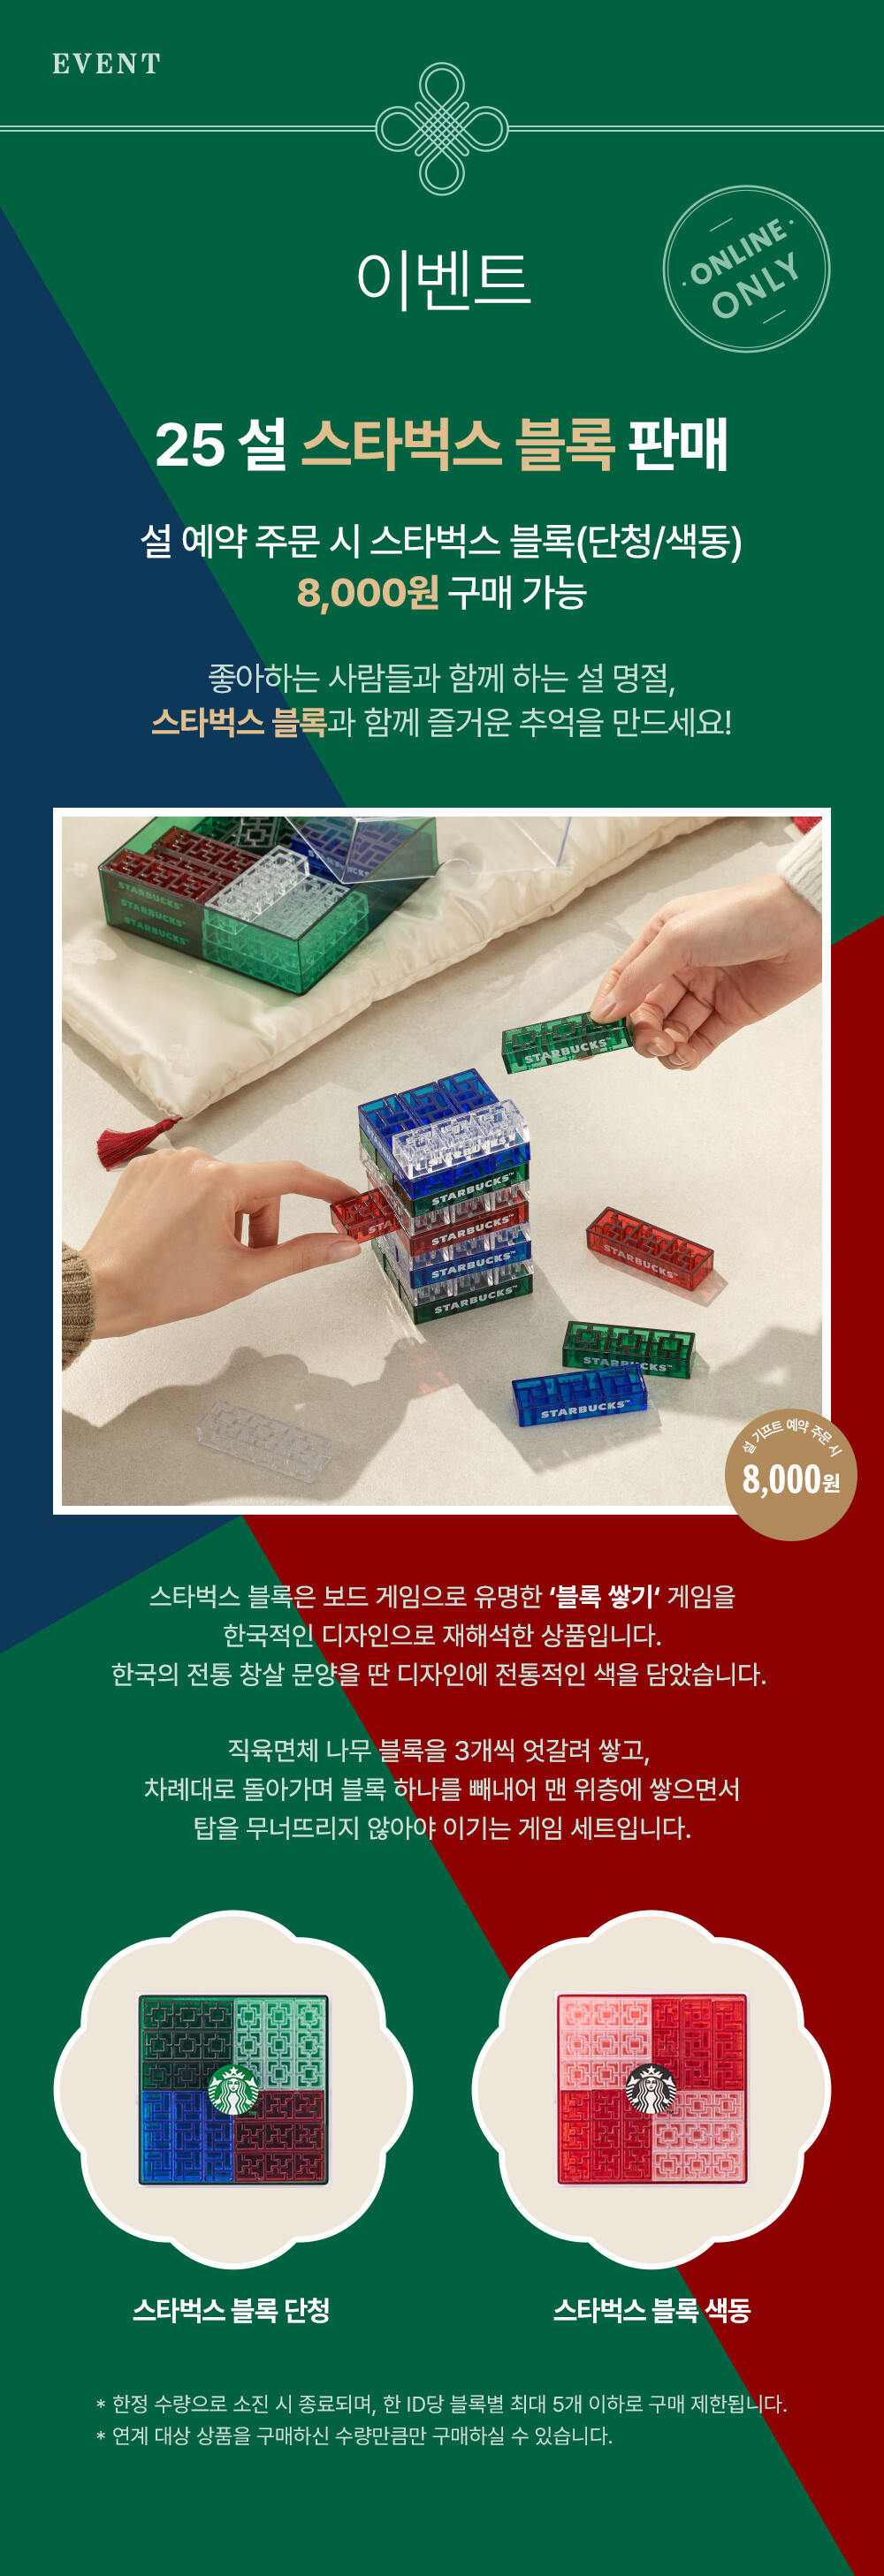 EVENT
ONLINE
ONLY
이벤트
25 설 스타벅스 블록 판매
설 예약 주문 시 스타벅스 블록(단청/색동)
8,000원 구매 가능
좋아하는 사람들과 함께 하는 설 명절,
스타벅스 블록과 함께 즐거운 추억을 만드세요!
STARBUCKS™
STARBUCKS™
STARBUCKS™
STARBUCKS™
STARBUCKS™
STARBUCKS™
STARBUCKS™
STARBUCKS™
STARBUCKS™
STARBUCKS™
STARBUCKS™
설 기프트 예약 주문 시
8,000원
스타벅스 블록은 보드 게임으로 유명한 ‘블록 쌓기‘ 게임을
한국적인 디자인으로 재해석한 상품입니다.
한국의 전통 창살 문양을 딴 디자인에 전통적인 색을 담았습니다.
직육면체 나무 블록을 3개씩 엇갈려 쌓고,
차례대로 돌아가며 블록 하나를 빼내어 맨 위층에 쌓으면서
탑을 무너뜨리지 않아야 이기는 게임 세트입니다.
스타벅스 블록 단청
스타벅스 블록 색동
* 한정 수량으로 소진 시 종료되며, 한 ID당 블록별 최대 5개 이하로 구매 제한됩니다.
* 연계 대상 상품을 구매하신 수량만큼만 구매하실 수 있습니다.